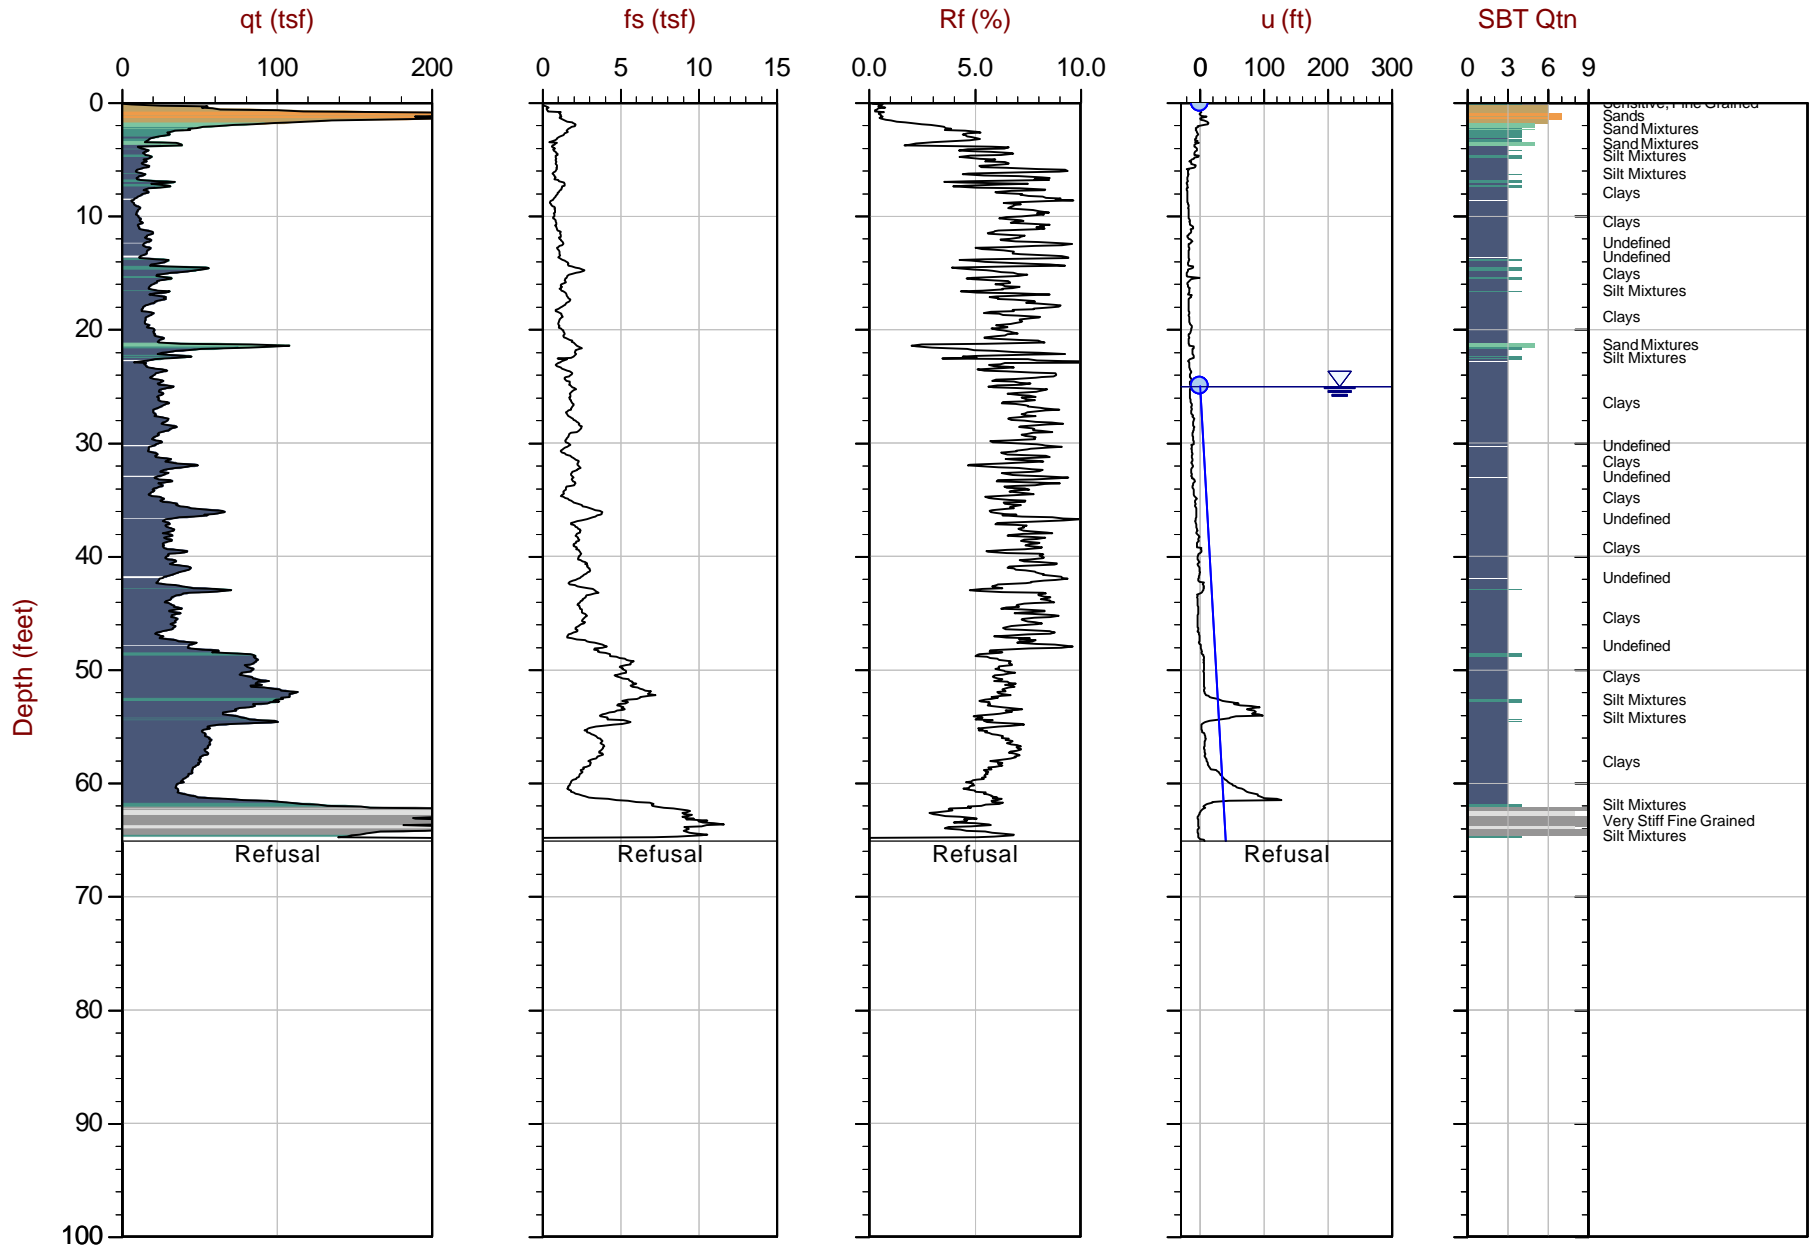 qt (tsf) fs (tsf) Rf (%) u (ft) SBT Qtn
0 100 200 0 5 10 15 0.0 5.0 10.0 0 100 200 300 0 3 6 9
0
10
20
30
40
50
60
70
80
90
100
Depth (feet)
Sensitive, Fine Grained
Sands
Sand Mixtures
Sand Mixtures
Silt Mixtures
Silt Mixtures
Clays
Clays
Undefined
Undefined
Clays
Silt Mixtures
Clays
Sand Mixtures
Silt Mixtures
Clays
Undefined
Clays
Undefined
Clays
Undefined
Clays
Undefined
Clays
Undefined
Clays
Silt Mixtures
Silt Mixtures
Clays
Silt Mixtures
Very Stiff Fine Grained
Silt Mixtures
Refusal Refusal Refusal Refusal